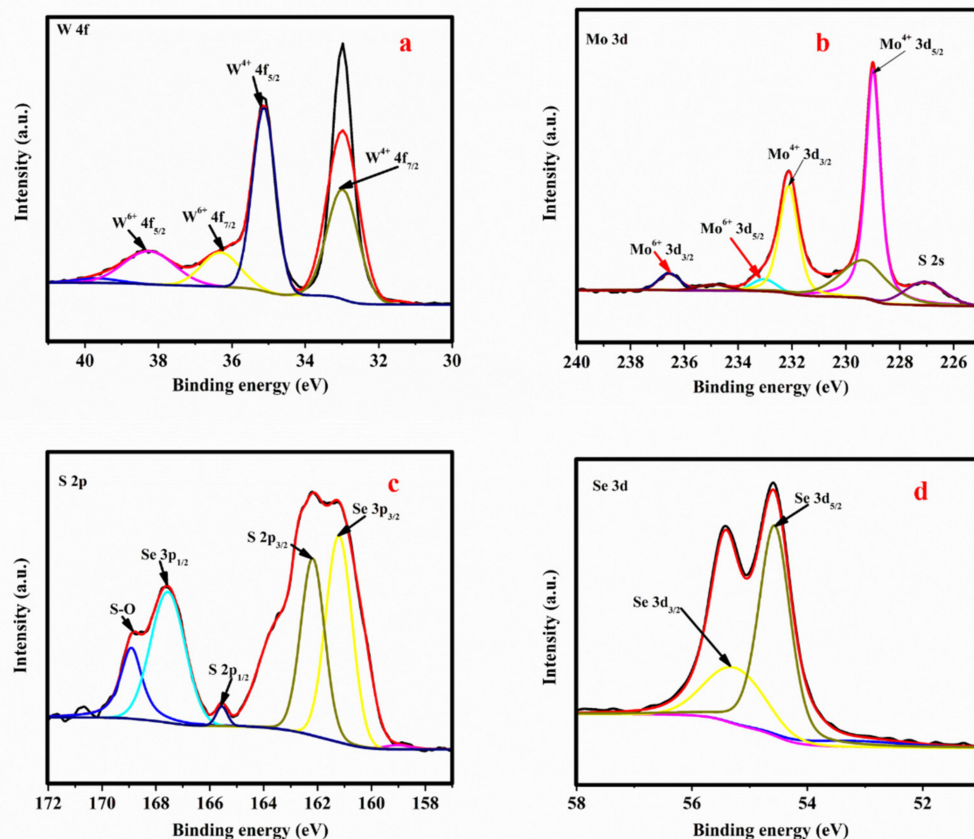 W 4f
a
W⁴⁺ 4f₅/₂
W⁴⁺ 4f₇/₂
W⁶⁺ 4f₅/₂
W⁶⁺ 4f₇/₂
Intensity (a.u.)
40 38 36 34 32 30
Binding energy (eV)
Mo 3d
b
Mo⁴⁺ 3d₅/₂
Mo⁴⁺ 3d₃/₂
Mo⁶⁺ 3d₅/₂
Mo⁶⁺ 3d₃/₂
S 2s
Intensity (a.u.)
240 238 236 234 232 230 228 226
Binding energy (eV)
S 2p
c
Se 3p₃/₂
S 2p₃/₂
Se 3p₁/₂
S-O
S 2p₁/₂
Intensity (a.u.)
172 170 168 166 164 162 160 158
Binding energy (eV)
Se 3d
d
Se 3d₅/₂
Se 3d₃/₂
Intensity (a.u.)
58 56 54 52
Binding energy (eV)